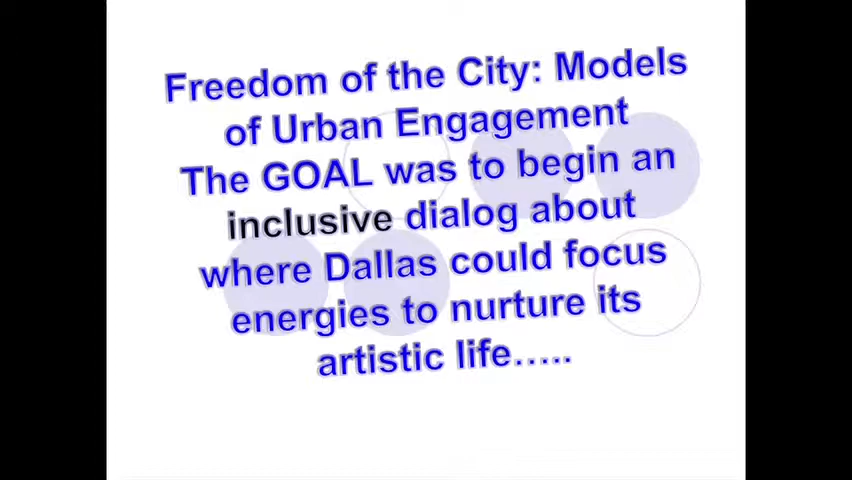 Freedom of the City: Models
of Urban Engagement
The GOAL was to begin an
inclusive dialog about
where Dallas could focus
energies to nurture its
artistic life…..